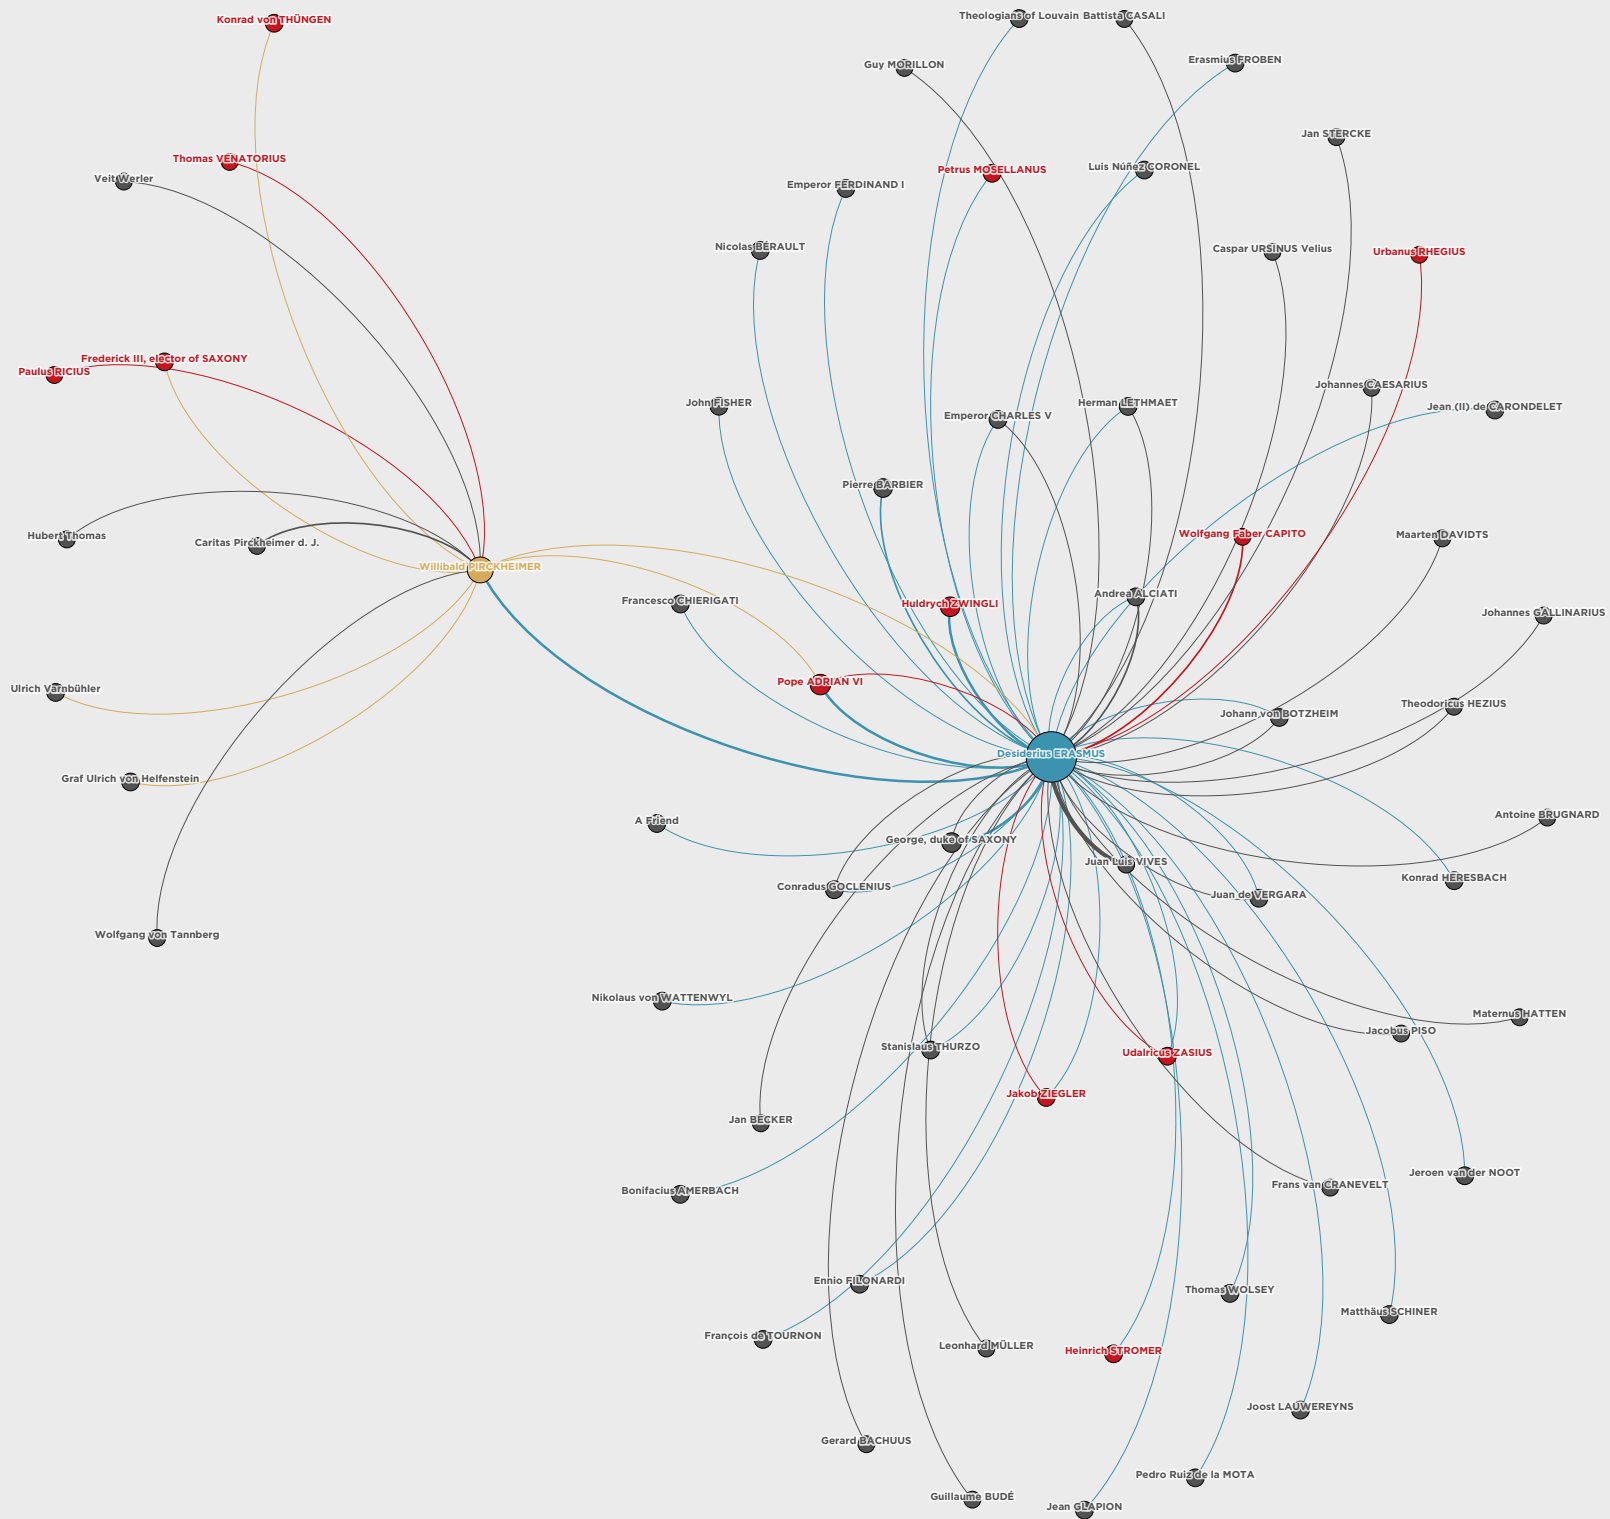 Theologians of Louvain
Battista CASALI
Konrad von THÜNGEN
Guy MORILLON
Erasmius FROBEN
Jan STERCKE
Thomas VENATORIUS
Veit Werler
Petrus MOSELLANUS
Luis Núñez CORONEL
Emperor FERDINAND I
Nicolas BÉRAULT
Caspar URSINUS Velius
Urbanus RHEGIUS
Frederick III, elector of SAXONY
Paulus RICIUS
Johannes CAESARIUS
John FISHER
Herman LETHMAET
Jean (II) de CARONDELET
Emperor CHARLES V
Pierre BARBIER
Hubert Thomas
Caritas Pirckheimer d. J.
Wolfgang Faber CAPITO
Maarten DAVIDTS
Willibald PIRCKHEIMER
Francesco CHIERIGATI
Huldrych ZWINGLI
Andrea ALCIATI
Johannes GALLINARIUS
Ulrich Varnbühler
Pope ADRIAN VI
Johann von BOTZHEIM
Theodoricus HEZIUS
Desiderius ERASMUS
Graf Ulrich von Helfenstein
A Friend
George, duke of SAXONY
Antoine BRUGNARD
Juan Luis VIVES
Conradus GOCLENIUS
Juan de VERGARA
Konrad HERESBACH
Wolfgang von Tannberg
Nikolaus von WATTENWYL
Maternus HATTEN
Jacobus PISO
Stanislaus THURZO
Udalricus ZASIUS
Jakob ZIEGLER
Jan BECKER
Bonifacius AMERBACH
Frans van CRANEVELT
Jeroen van der NOOT
Ennio FILONARDI
Thomas WOLSEY
Matthäus SCHINER
François de TOURNON
Leonhard MÜLLER
Heinrich STROMER
Joost LAUWEREYNS
Gerard BACHUUS
Pedro Ruiz de la MOTA
Guillaume BUDÉ
Jean GLAPION